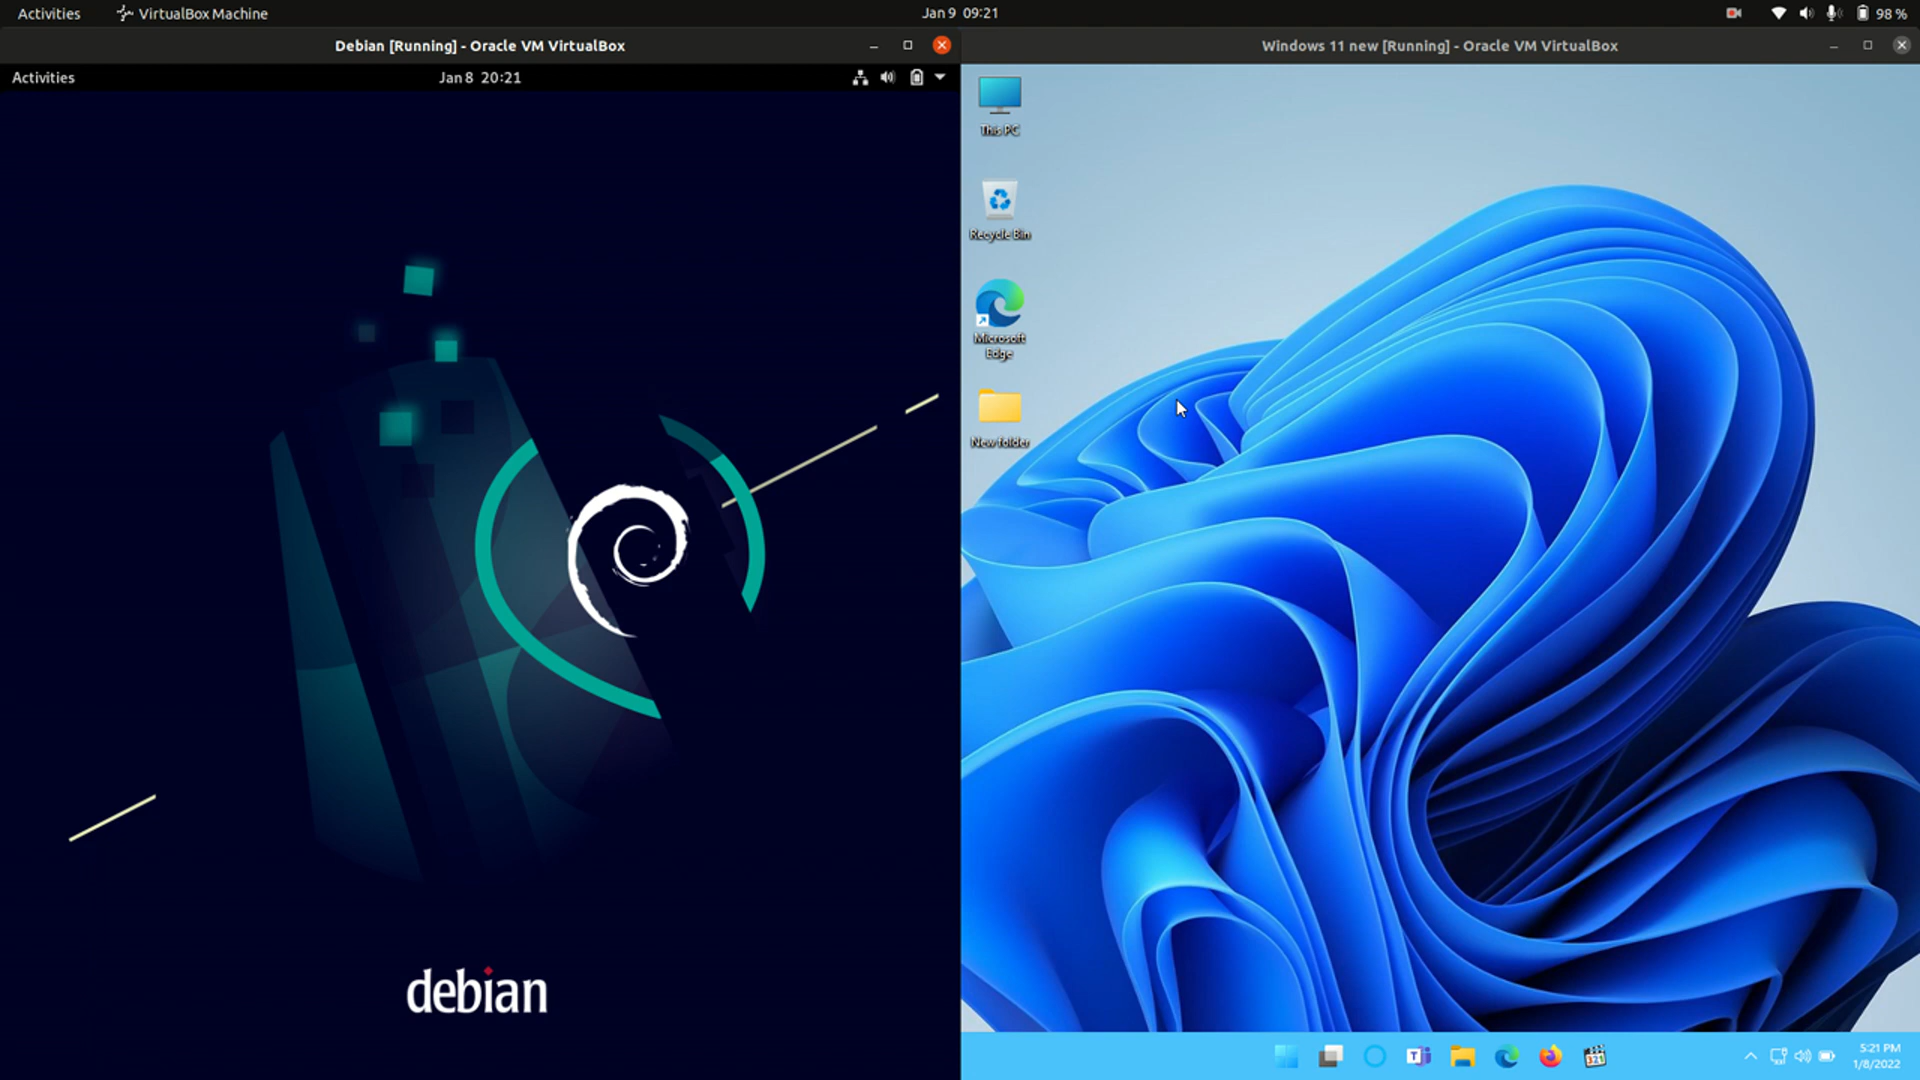 Activities
VirtualBox Machine
Jan 9 09:21
98 %
Debian [Running] - Oracle VM VirtualBox
Windows 11 new [Running] - Oracle VM VirtualBox
Activities
Jan 8 20:21
debian
This PC
Recycle Bin
Microsoft
Edge
New folder
T
321
5:21 PM
1/8/2022